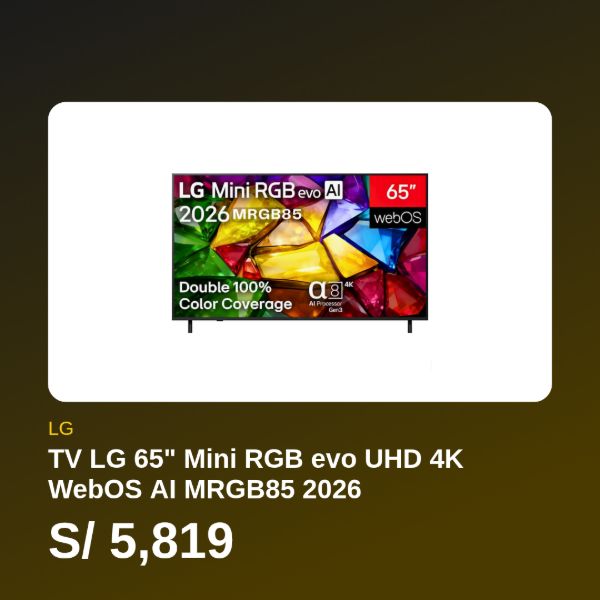 LG Mini RGB evo AI
65"
2026 MRGB85
webOS
Double 100%
Color Coverage
α8 4K
AI Processor
Gen3
LG
TV LG 65" Mini RGB evo UHD 4K
WebOS AI MRGB85 2026
S/ 5,819